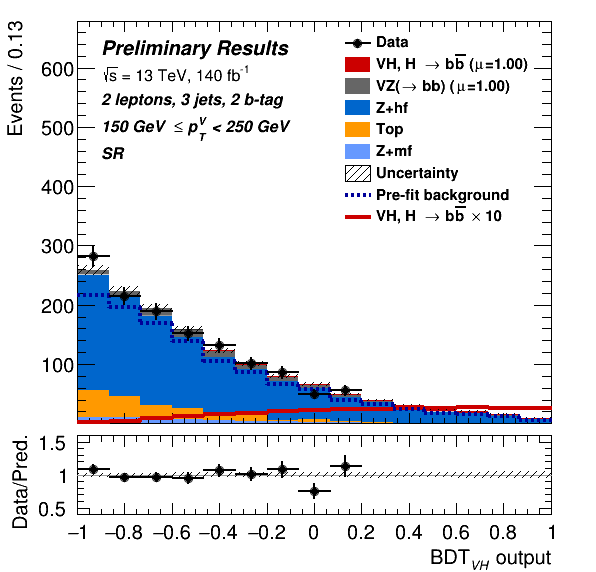 Events / 0.13
600
500
400
300
200
100
Preliminary Results
√s = 13 TeV, 140 fb⁻¹
2 leptons, 3 jets, 2 b-tag
150 GeV ≤ p_T^V < 250 GeV
SR
Data
VH, H → bb̅ (μ=1.00)
VZ(→ bb) (μ=1.00)
Z+hf
Top
Z+mf
Uncertainty
Pre-fit background
VH, H → bb̅ × 10
Data/Pred.
1.5
1
0.5
−1 −0.8 −0.6 −0.4 −0.2 0 0.2 0.4 0.6 0.8 1
BDT_VH output